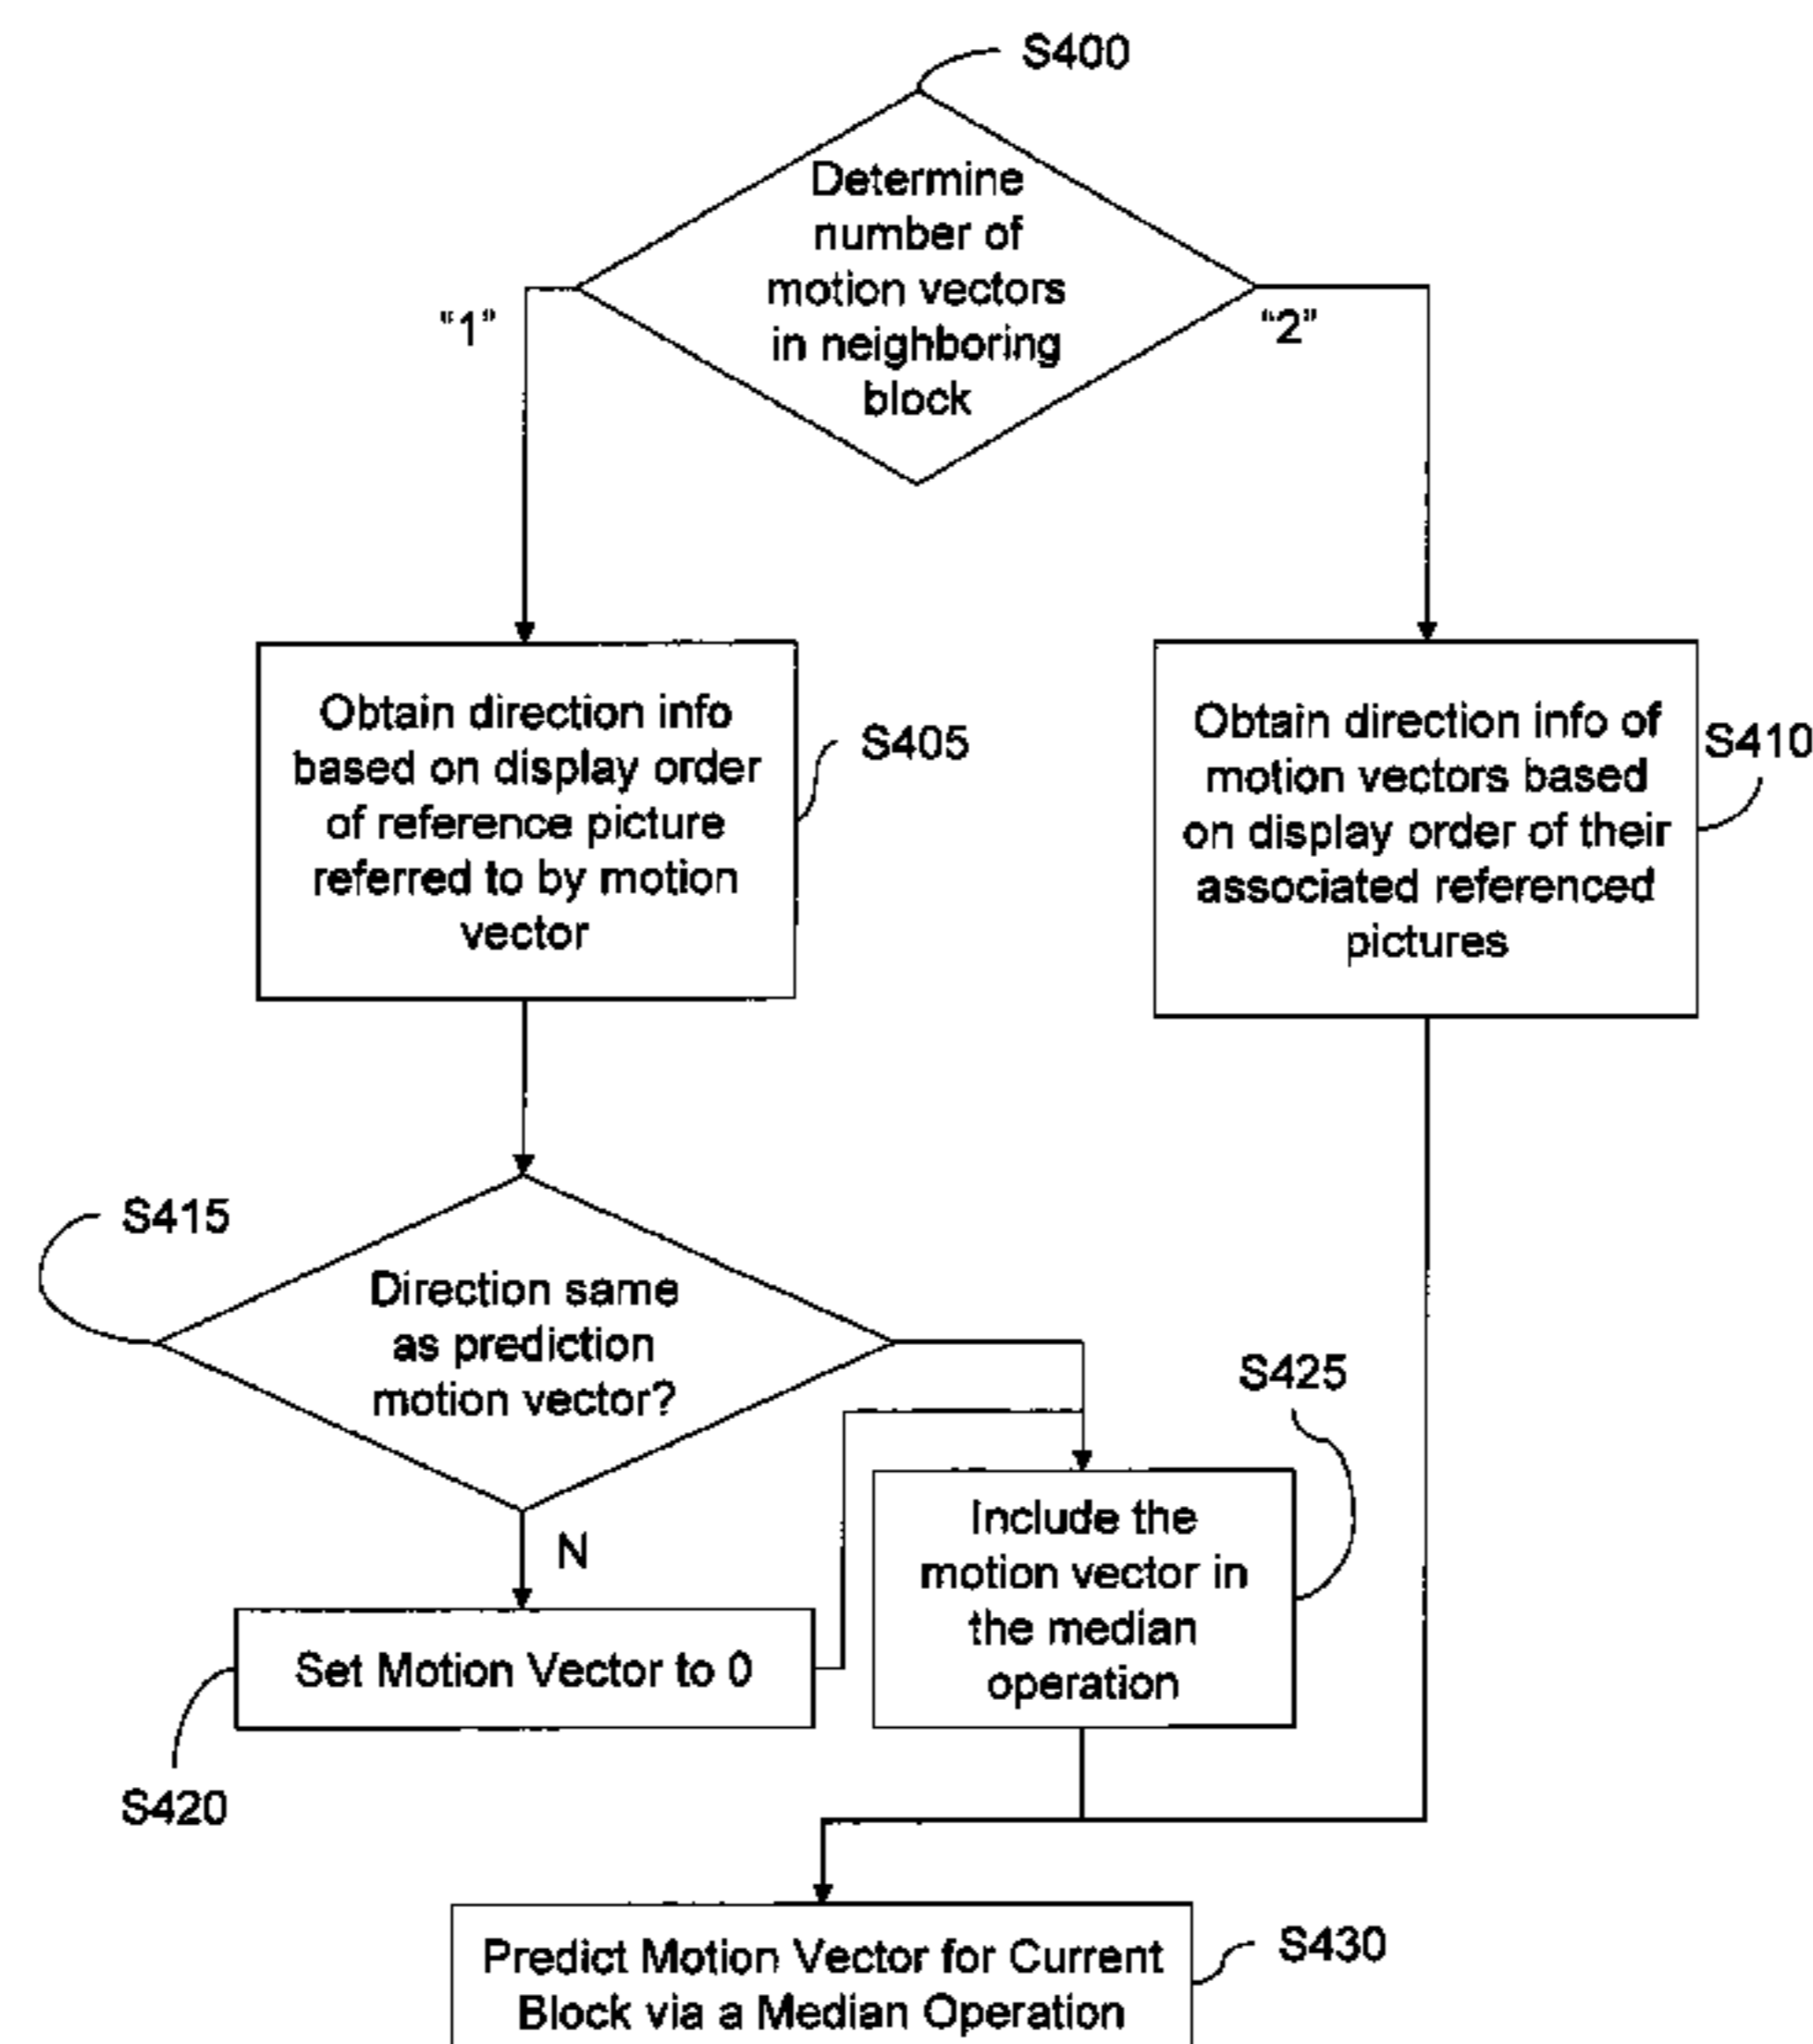 S400
Determine
number of
motion vectors
in neighboring
block
"1"
"2"
Obtain direction info
based on display order
of reference picture
referred to by motion
vector
S405
Obtain direction info of
motion vectors based
on display order of their
associated referenced
pictures
S410
S415
Direction same
as prediction
motion vector?
N
S425
Include the
motion vector in
the median
operation
Set Motion Vector to 0
S420
Predict Motion Vector for Current
Block via a Median Operation
S430